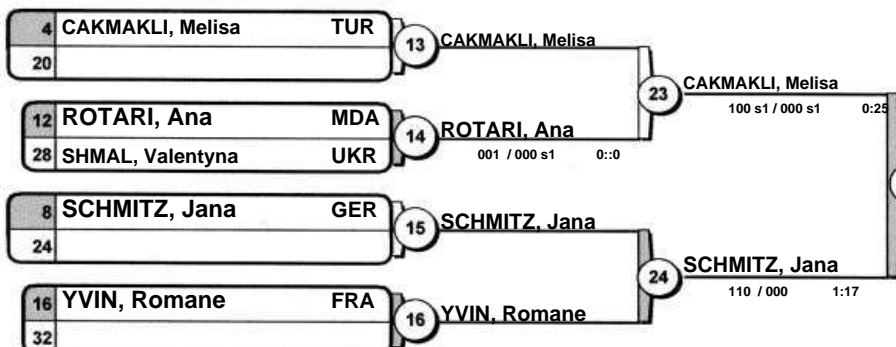 4 CAKMAKLI, Melisa TUR
20
13 CAKMAKLI, Melisa
23 CAKMAKLI, Melisa
100 s1 / 000 s1 0:25
12 ROTARI, Ana MDA
28 SHMAL, Valentyna UKR
14 ROTARI, Ana
001 / 000 s1 0::0
8 SCHMITZ, Jana GER
24
15 SCHMITZ, Jana
24 SCHMITZ, Jana
110 / 000 1:17
16 YVIN, Romane FRA
32
16 YVIN, Romane